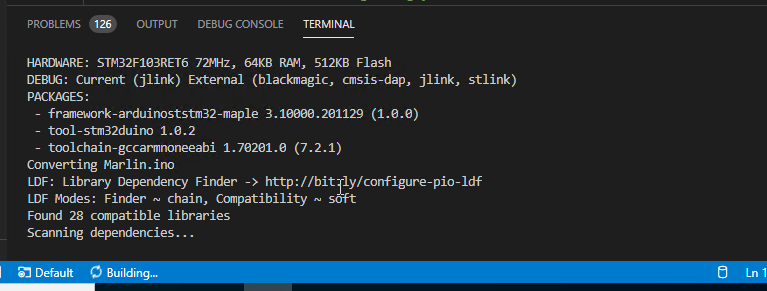 PROBLEMS 126 OUTPUT DEBUG CONSOLE TERMINAL
HARDWARE: STM32F103RET6 72MHz, 64KB RAM, 512KB Flash
DEBUG: Current (jlink) External (blackmagic, cmsis-dap, jlink, stlink)
PACKAGES:
- framework-arduinoststm32-maple 3.10000.201129 (1.0.0)
- tool-stm32duino 1.0.2
- toolchain-gccarmnoneeabi 1.70201.0 (7.2.1)
Converting Marlin.ino
LDF: Library Dependency Finder -> http://bit.ly/configure-pio-ldf
LDF Modes: Finder ~ chain, Compatibility ~ soft
Found 28 compatible libraries
Scanning dependencies...
Default Building... Ln 1